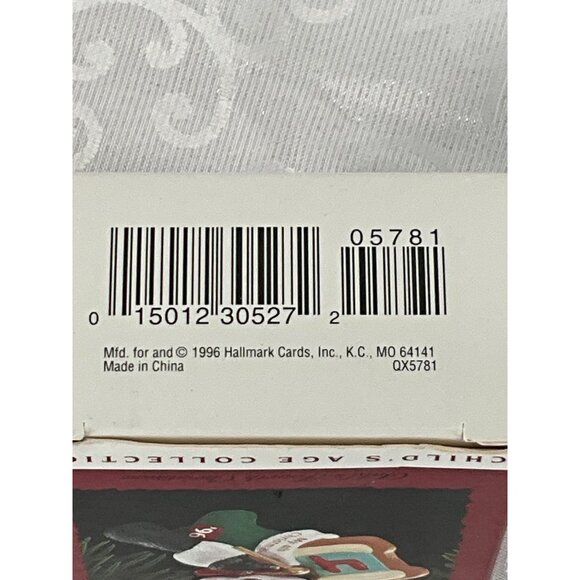 05781
0 15012 30527 2
Mfd. for and © 1996 Hallmark Cards, Inc., K.C., MO 64141
Made in China QX5781
CHILD'S AGE COLLECTIO
'96